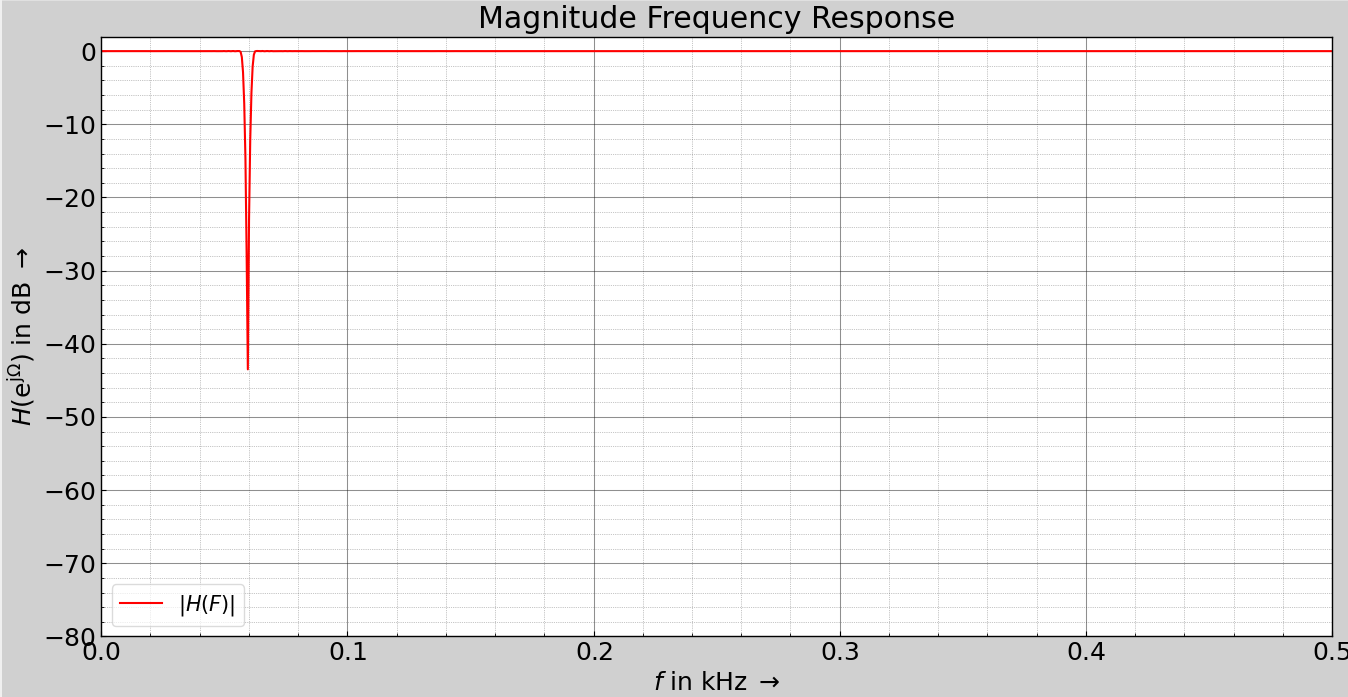 Magnitude Frequency Response
0
−10
−20
−30
−40
−50
−60
−70
−80
H(e^jΩ) in dB →
|H(F)|
0.0 0.1 0.2 0.3 0.4 0.5
f in kHz →